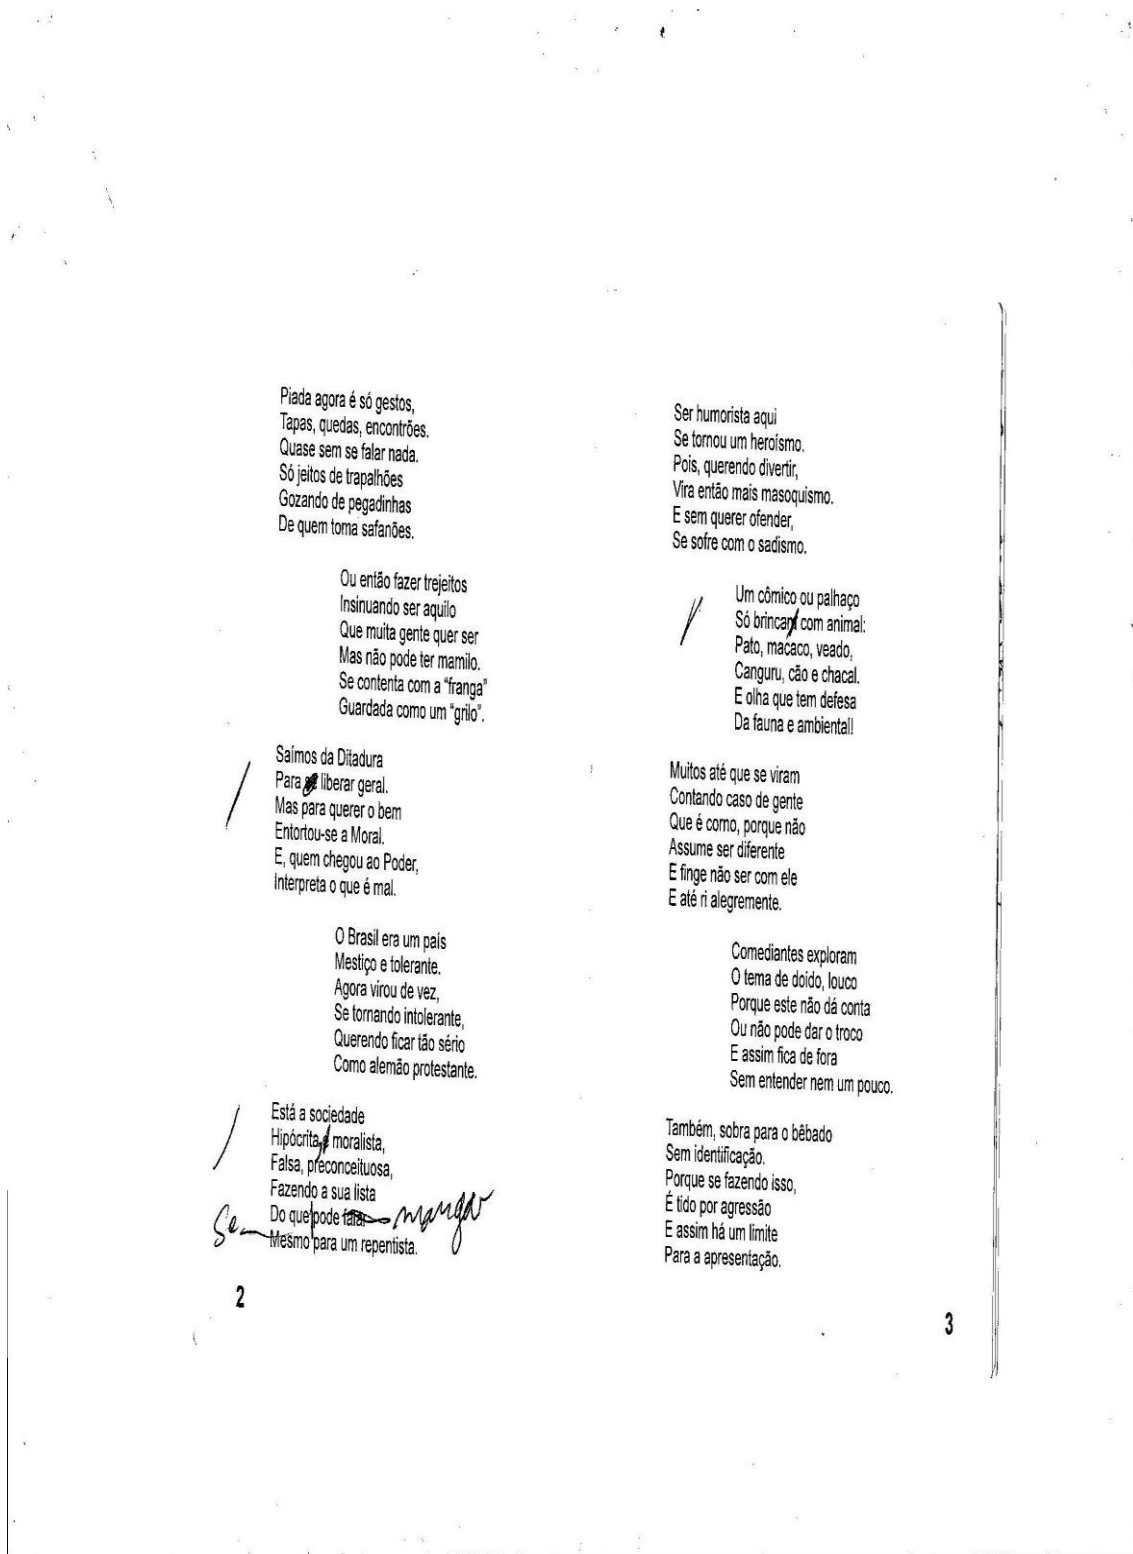 Piada agora é só gestos,
Tapas, quedas, encontrões.
Quase sem se falar nada.
Só jeitos de trapalhões
Gozando de pegadinhas
De quem toma safanões.
Ou então fazer trejeitos
Insinuando ser aquilo
Que muita gente quer ser
Mas não pode ter mamilo.
Se contenta com a “franga”
Guardada como um “grilo”.
Saímos da Ditadura
Para liberar geral.
Mas para querer o bem
Entortou-se a Moral.
E, quem chegou ao Poder,
Interpreta o que é mal.
O Brasil era um país
Mestiço e tolerante.
Agora virou de vez,
Se tornando intolerante,
Querendo ficar tão sério
Como alemão protestante.
Está a sociedade
Hipócrita, moralista,
Falsa, preconceituosa,
Fazendo a sua lista
Do que se pode falar mangar
Mesmo para um repentista.
2
Ser humorista aqui
Se tornou um heroísmo.
Pois, querendo divertir,
Vira então mais masoquismo.
E sem querer ofender,
Se sofre com o sadismo.
Um cômico ou palhaço
Só brinca com animal:
Pato, macaco, veado,
Canguru, cão e chacal.
E olha que tem defesa
Da fauna e ambiental!
Muitos até que se viram
Contando caso de gente
Que é corno, porque não
Assume ser diferente
E finge não ser com ele
E até ri alegremente.
Comediantes exploram
O tema de doido, louco
Porque este não dá conta
Ou não pode dar o troco
E assim fica de fora
Sem entender nem um pouco.
Também, sobra para o bêbado
Sem identificação.
Porque se fazendo isso,
É tido por agressão
E assim há um limite
Para a apresentação.
3